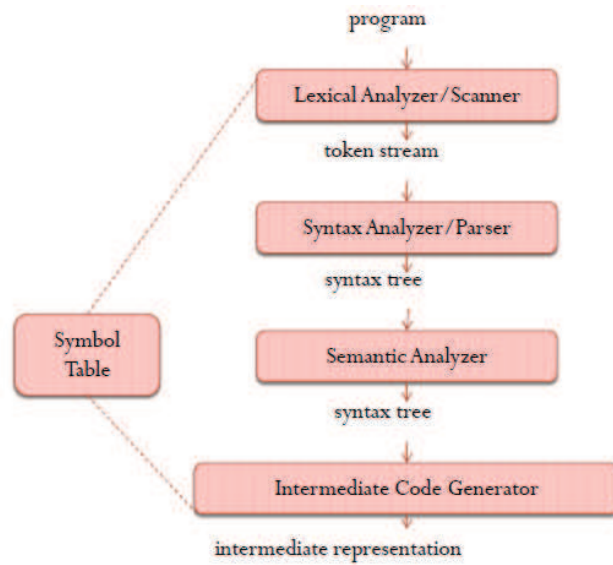 program
Lexical Analyzer/Scanner
token stream
Syntax Analyzer/Parser
syntax tree
Symbol
Table
Semantic Analyzer
syntax tree
Intermediate Code Generator
intermediate representation